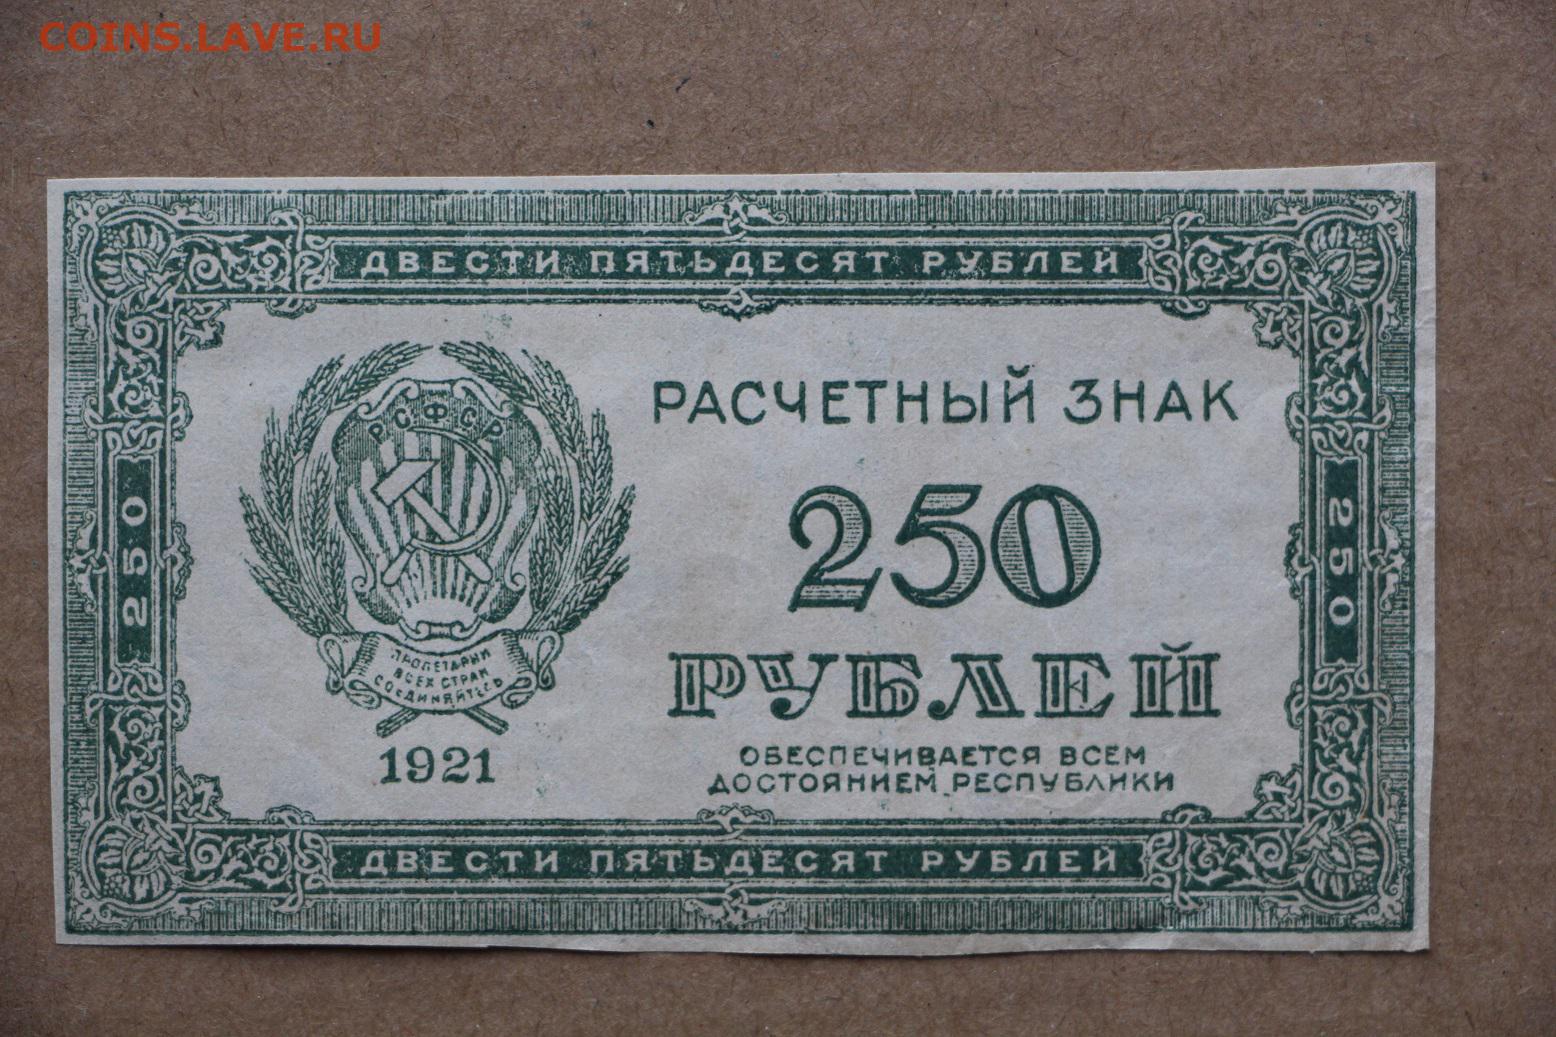 COINS.LAVE.RU
ДВЕСТИ ПЯТЬДЕСЯТ РУБЛЕЙ
РСФСР
РАСЧЕТНЫЙ ЗНАК
250
250
250
РУБЛЕЙ
ПРОЛЕТАРИИ
ВСЕХ СТРАН
СОЕДИНЯЙТЕСЬ
1921
ОБЕСПЕЧИВАЕТСЯ ВСЕМ
ДОСТОЯНИЕМ РЕСПУБЛИКИ
ДВЕСТИ ПЯТЬДЕСЯТ РУБЛЕЙ